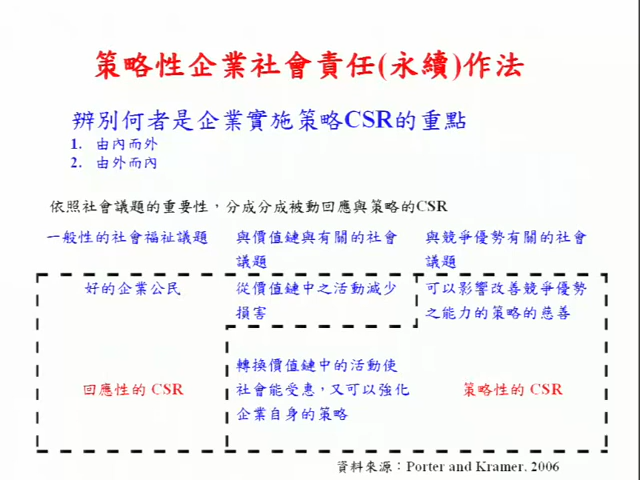 策略性企業社會責任(永續)作法
辨別何者是企業實施策略CSR的重點
1. 由內而外
2. 由外而內
依照社會議題的重要性，分成分成被動回應與策略的CSR
一般性的社會福祉議題
與價值鏈與有關的社會
議題
與競爭優勢有關的社會
議題
好的企業公民
從價值鏈中之活動減少
損害
可以影響改善競爭優勢
之能力的策略的慈善
回應性的 CSR
轉換價值鏈中的活動使
社會能受惠，又可以強化
企業自身的策略
策略性的 CSR
資料來源：Porter and Kramer, 2006